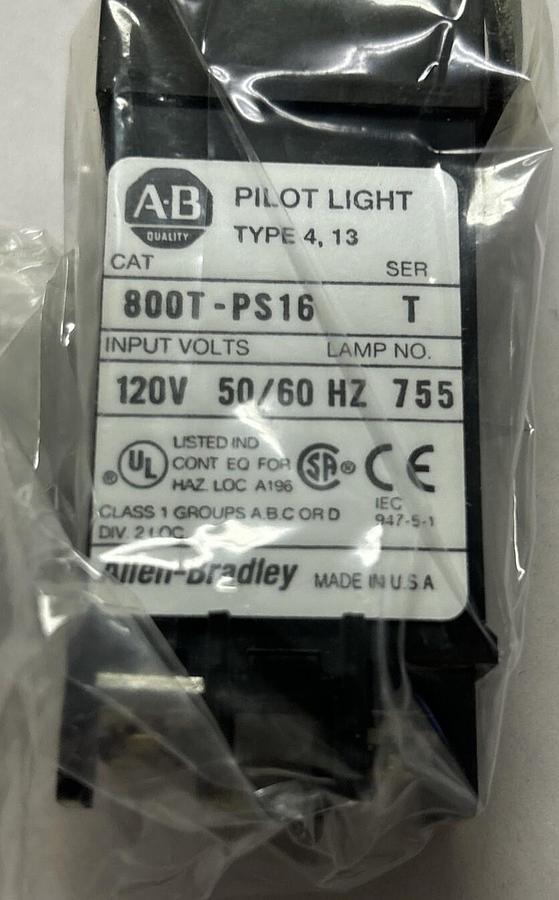 A-B
QUALITY
PILOT LIGHT
TYPE 4, 13
CAT SER
800T-PS16 T
INPUT VOLTS LAMP NO.
120V 50/60 HZ 755
UL ®
LISTED IND
CONT EQ FOR
HAZ. LOC A196
SA ®
CE
CLASS 1 GROUPS A.B.C OR D
DIV. 2 LOC.
IEC
947-5-1
Allen-Bradley MADE IN U.S.A